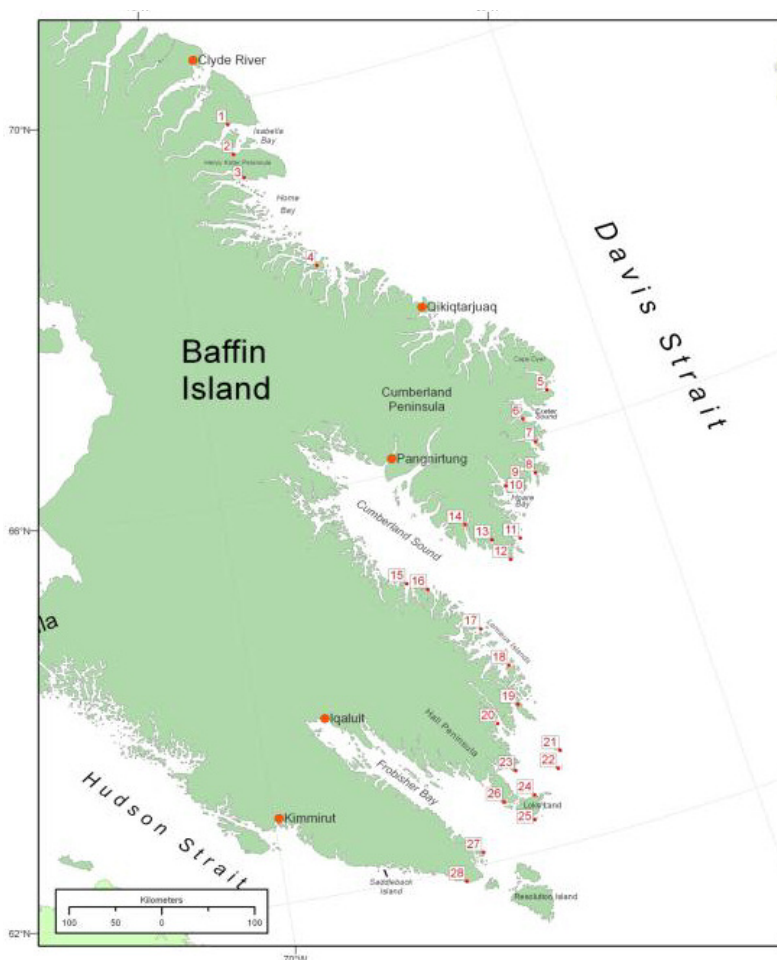 Clyde River
70°N
1
Isabella
Bay
2
Henry Kater Peninsula
3
Home
Bay
4
Qikiqtarjuaq
Davis Strait
Baffin
Island
Cape Dyer
5
Cumberland
Peninsula
6
Exeter
Sound
7
Pangnirtung
8
9
10
Hoare
Bay
Cumberland Sound
14
13
11
66°N
12
15
16
la
17
Lemieux Islands
18
19
Iqaluit
20
Hall Peninsula
21
22
23
Frobisher Bay
Hudson Strait
24
26
Loks Land
Kimmirut
25
27
Saddleback
Island
28
Resolution Island
Kilometers
100 50 0 100
62°N
70°W